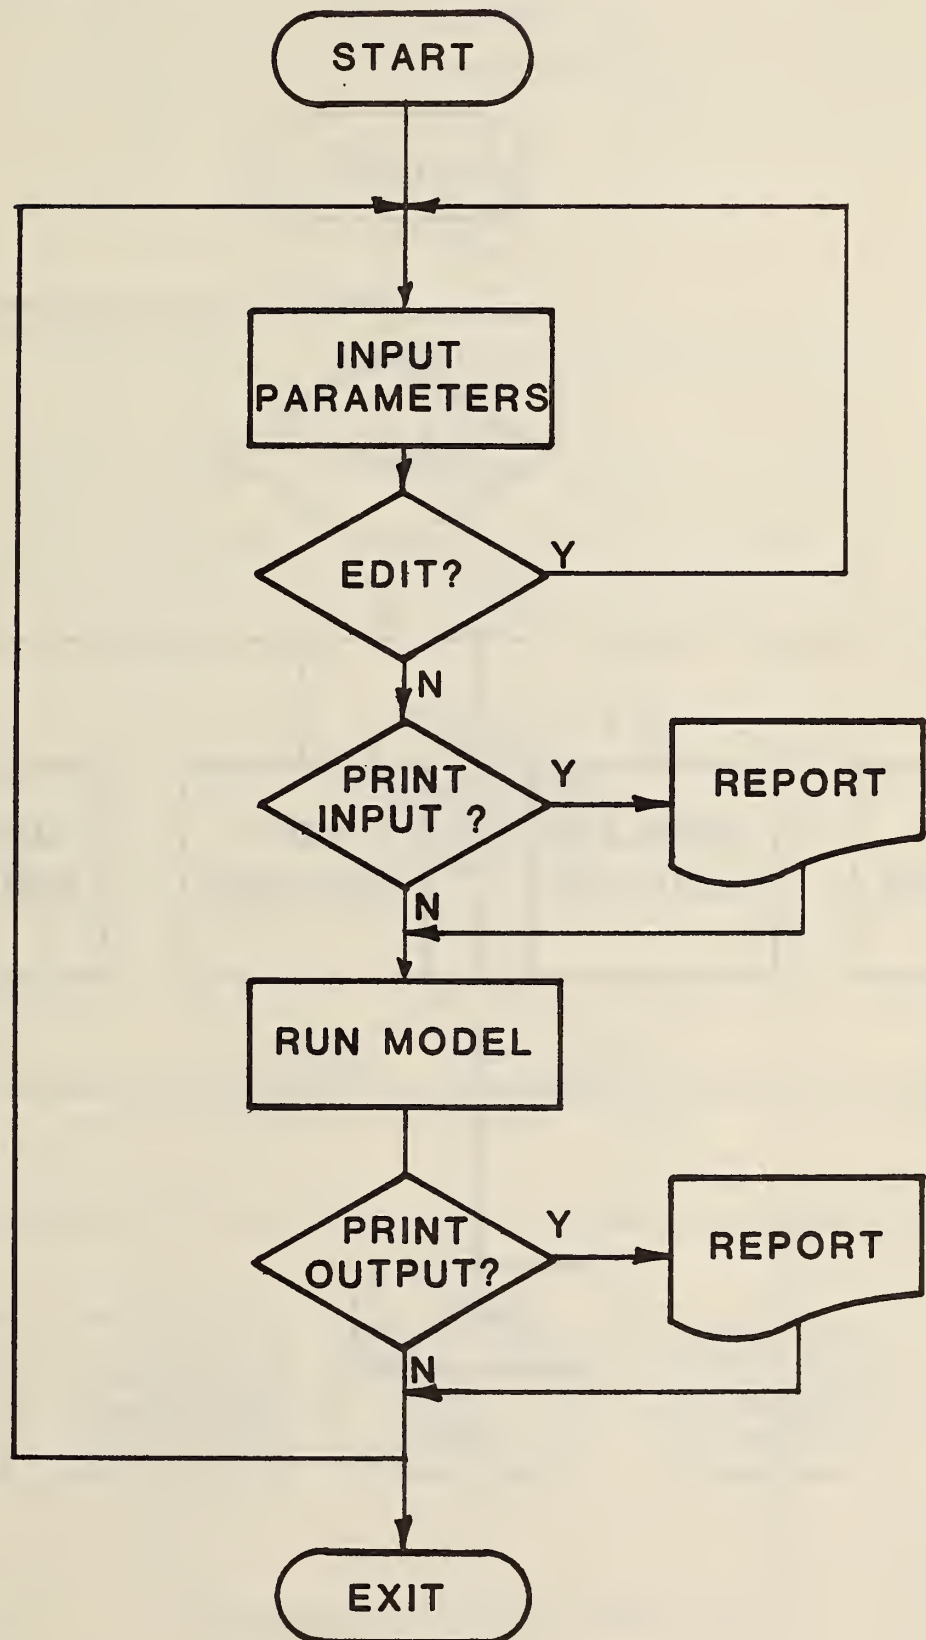 START
INPUT
PARAMETERS
EDIT?
Y
N
PRINT
INPUT ?
Y
REPORT
N
RUN MODEL
PRINT
OUTPUT?
Y
REPORT
N
EXIT